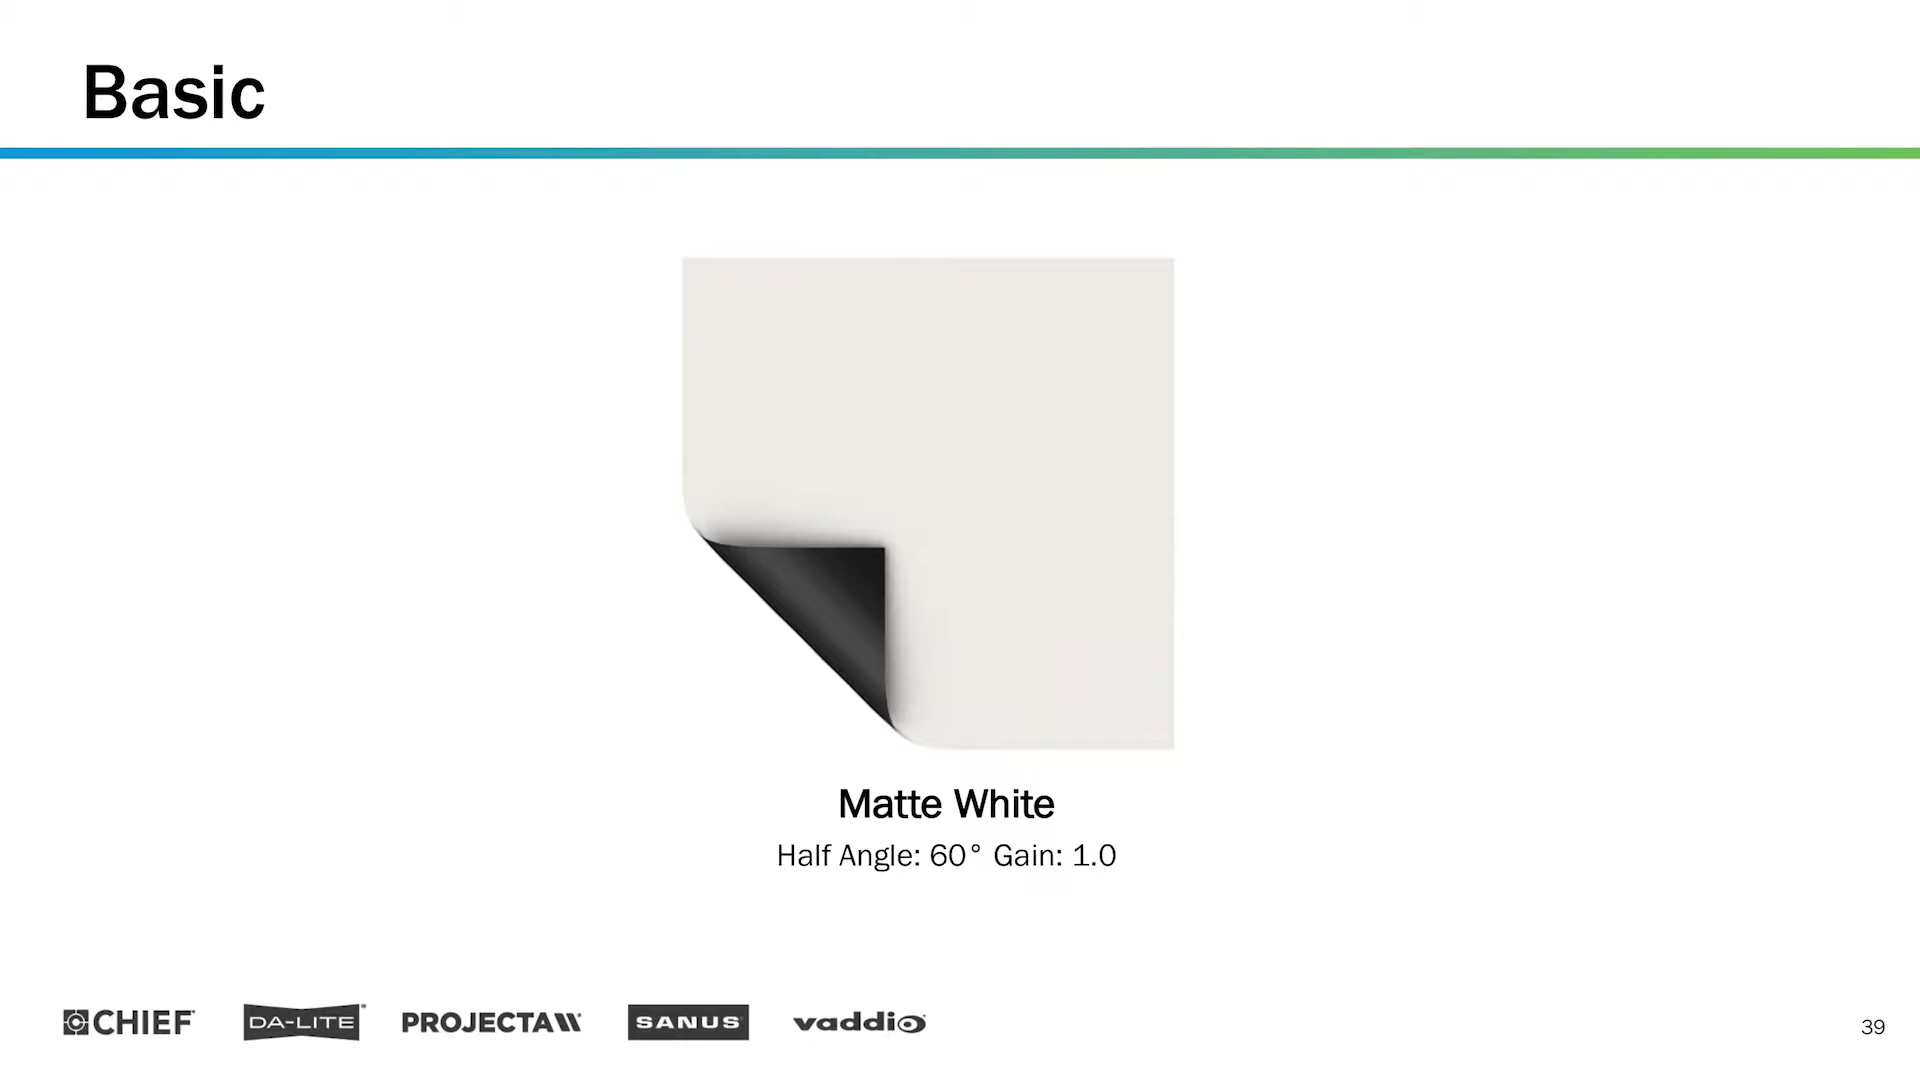 Basic
Matte White
Half Angle: 60° Gain: 1.0
CHIEF DA-LITE PROJECTA SANUS vaddio
39